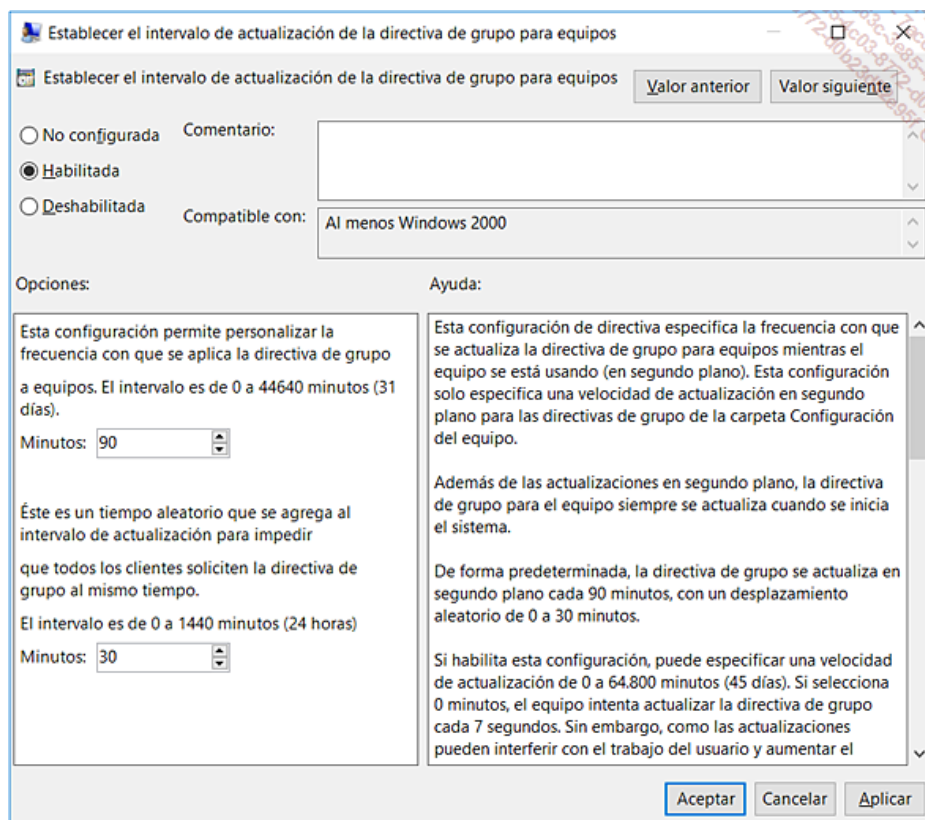 Establecer el intervalo de actualización de la directiva de grupo para equipos
Establecer el intervalo de actualización de la directiva de grupo para equipos
Valor anterior
Valor siguiente
No configurada
Comentario:
Habilitada
Deshabilitada
Compatible con:
Al menos Windows 2000
Opciones:
Ayuda:
Esta configuración permite personalizar la
frecuencia con que se aplica la directiva de grupo
a equipos. El intervalo es de 0 a 44640 minutos (31
días).
Minutos: 90
Éste es un tiempo aleatorio que se agrega al
intervalo de actualización para impedir
que todos los clientes soliciten la directiva de
grupo al mismo tiempo.
El intervalo es de 0 a 1440 minutos (24 horas)
Minutos: 30
Esta configuración de directiva especifica la frecuencia con que
se actualiza la directiva de grupo para equipos mientras el
equipo se está usando (en segundo plano). Esta configuración
solo especifica una velocidad de actualización en segundo
plano para las directivas de grupo de la carpeta Configuración
del equipo.
Además de las actualizaciones en segundo plano, la directiva
de grupo para el equipo siempre se actualiza cuando se inicia
el sistema.
De forma predeterminada, la directiva de grupo se actualiza en
segundo plano cada 90 minutos, con un desplazamiento
aleatorio de 0 a 30 minutos.
Si habilita esta configuración, puede especificar una velocidad
de actualización de 0 a 64.800 minutos (45 días). Si selecciona
0 minutos, el equipo intenta actualizar la directiva de grupo
cada 7 segundos. Sin embargo, como las actualizaciones
pueden interferir con el trabajo del usuario y aumentar el
Aceptar
Cancelar
Aplicar